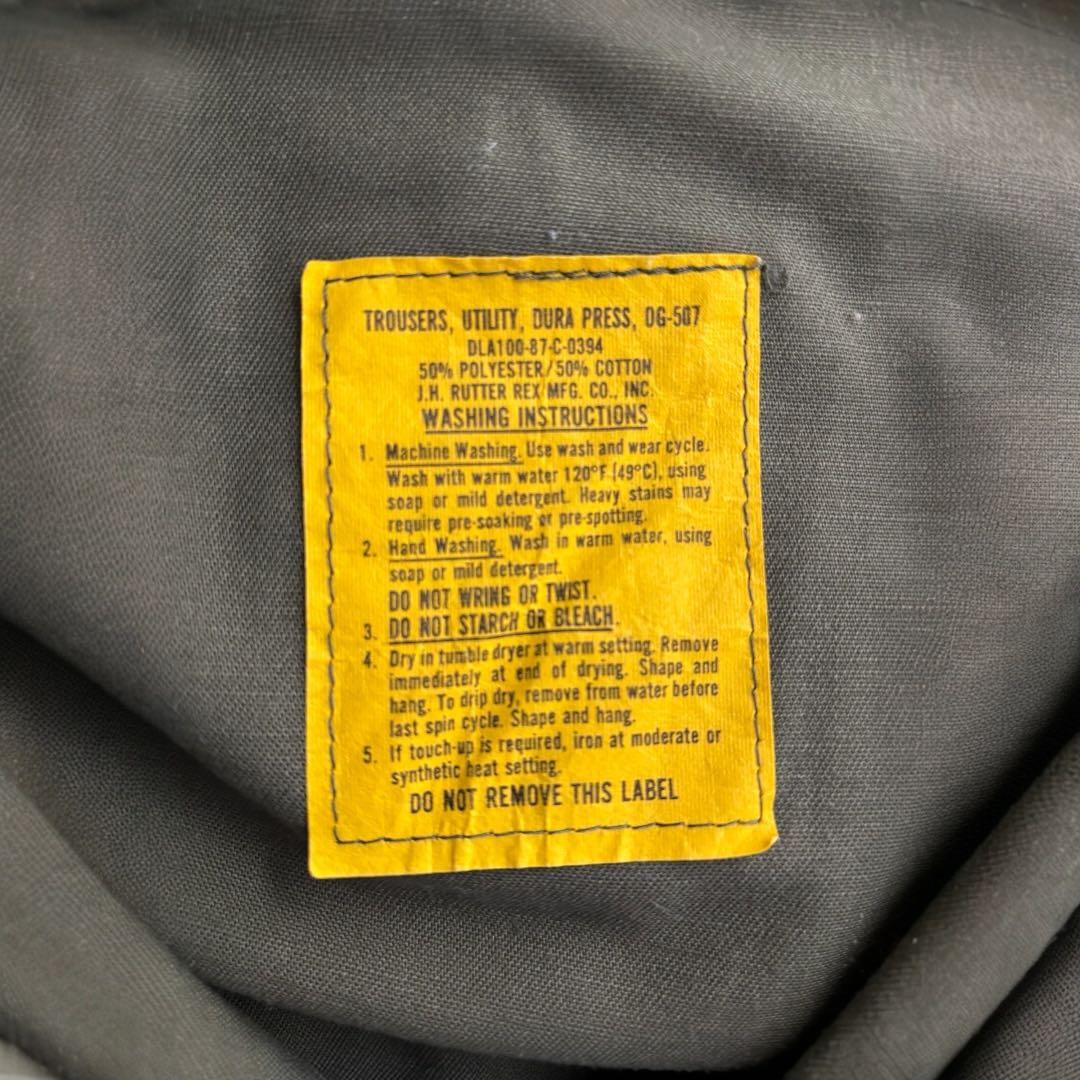 TROUSERS, UTILITY, DURA PRESS, OG-507
DLA100-87-C-0394
50% POLYESTER/50% COTTON
J.H. RUTTER REX MFG. CO., INC.
WASHING INSTRUCTIONS
1. Machine Washing. Use wash and wear cycle.
Wash with warm water 120°F (49°C), using
soap or mild detergent. Heavy stains may
require pre-soaking or pre-spotting.
2. Hand Washing. Wash in warm water, using
soap or mild detergent.
DO NOT WRING OR TWIST.
3. DO NOT STARCH OR BLEACH.
4. Dry in tumble dryer at warm setting. Remove
immediately at end of drying. Shape and
hang. To drip dry, remove from water before
last spin cycle. Shape and hang.
5. If touch-up is required, iron at moderate or
synthetic heat setting.
DO NOT REMOVE THIS LABEL